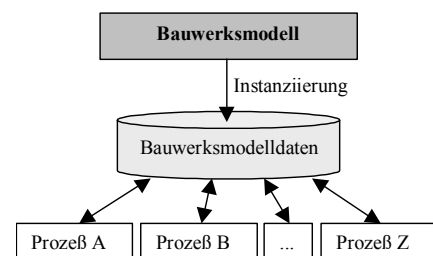 Bauwerksmodell
Instanziierung
Bauwerksmodelldaten
Prozeß A
Prozeß B
...
Prozeß Z